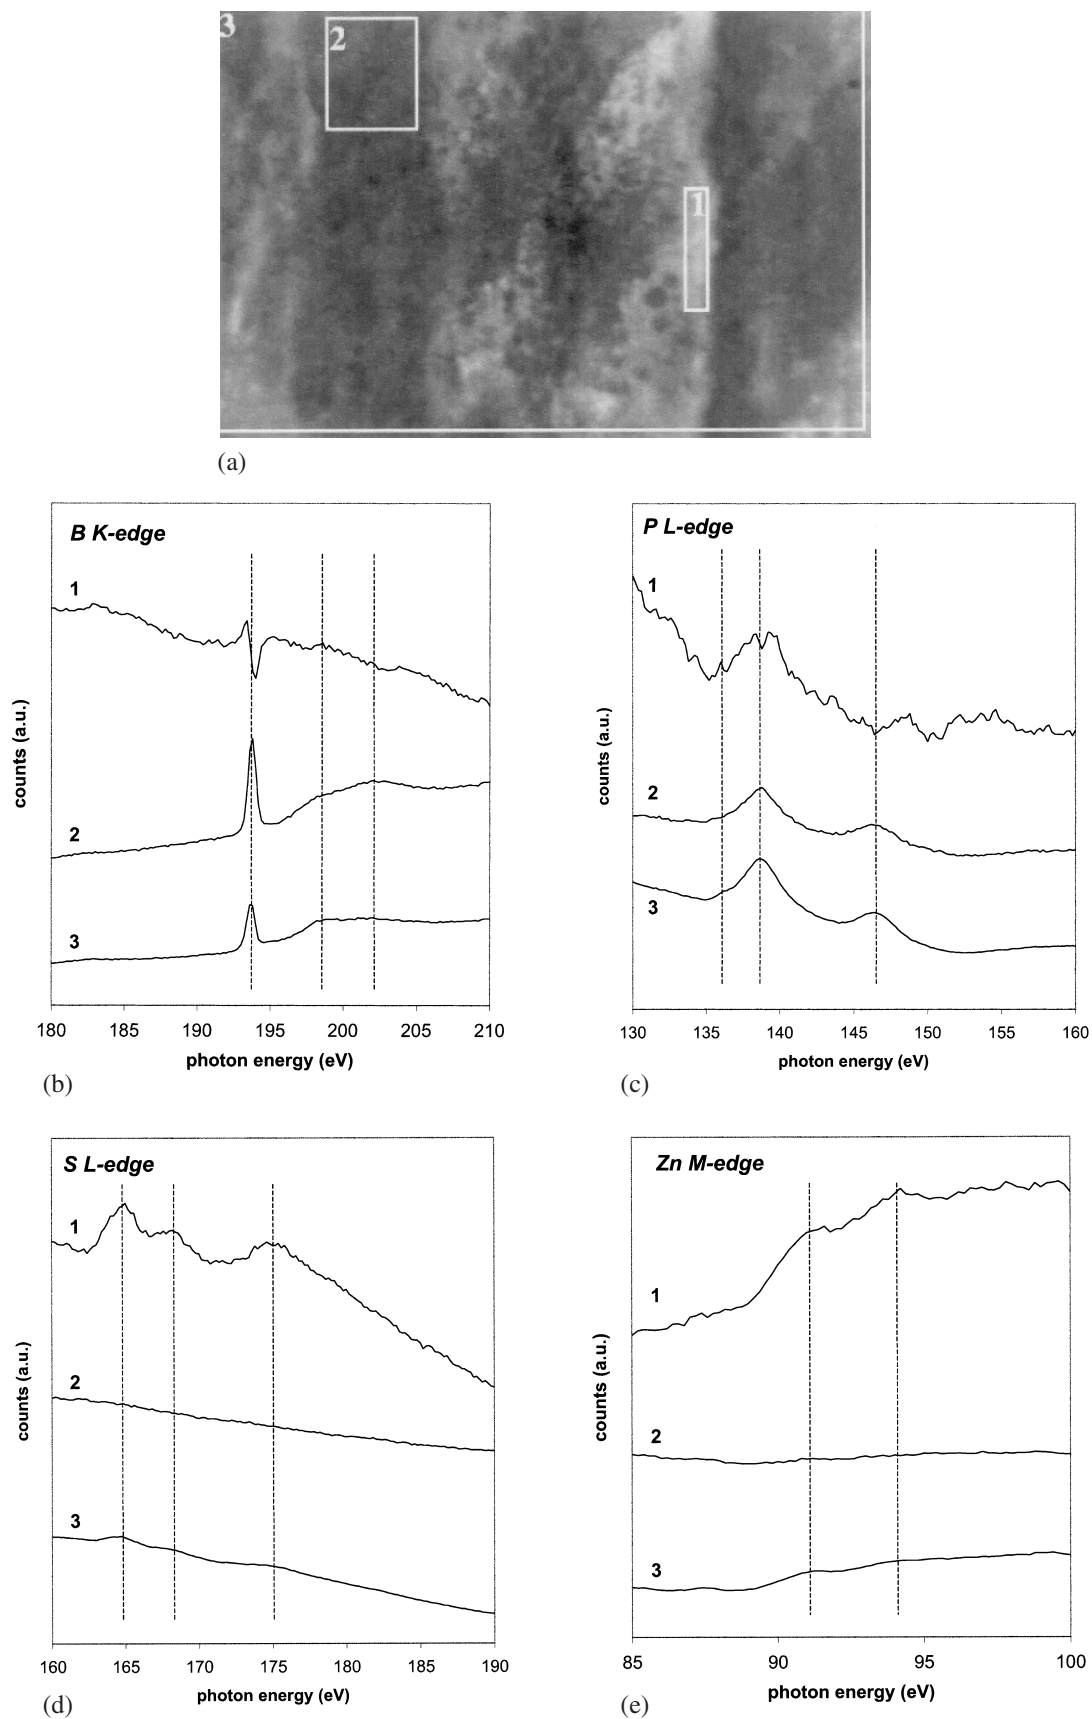 3
2
1
(a)
B K-edge
1
2
3
counts (a.u.)
180 185 190 195 200 205 210
photon energy (eV)
(b)
P L-edge
1
2
3
counts (a.u.)
130 135 140 145 150 155 160
photon energy (eV)
(c)
S L-edge
1
2
3
counts (a.u.)
160 165 170 175 180 185 190
photon energy (eV)
(d)
Zn M-edge
1
2
3
counts (a.u.)
85 90 95 100
photon energy (eV)
(e)